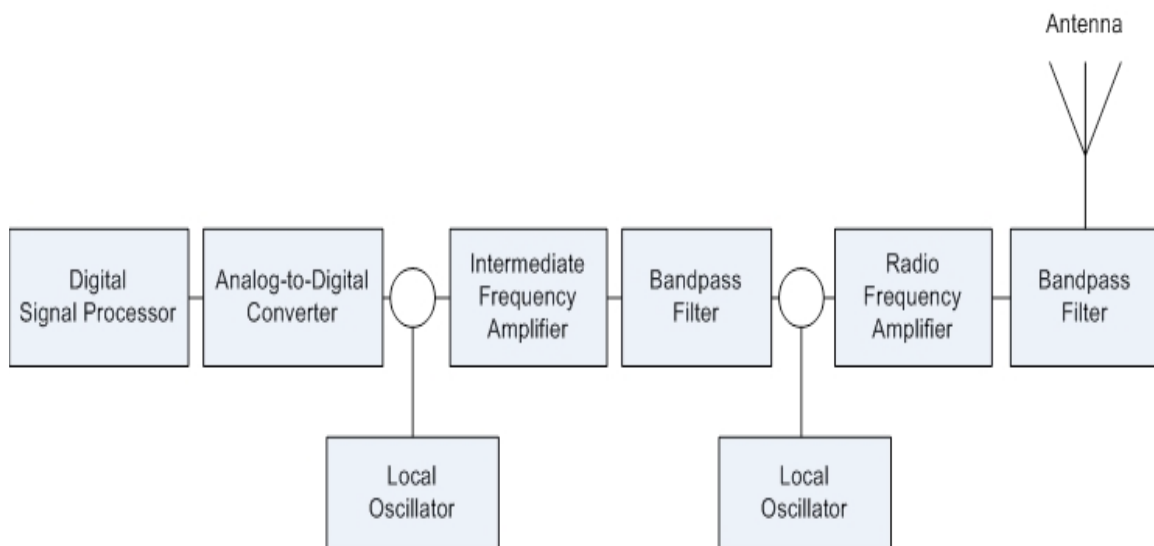 Antenna
Digital
Signal Processor
Analog-to-Digital
Converter
Intermediate
Frequency
Amplifier
Bandpass
Filter
Radio
Frequency
Amplifier
Bandpass
Filter
Local
Oscillator
Local
Oscillator